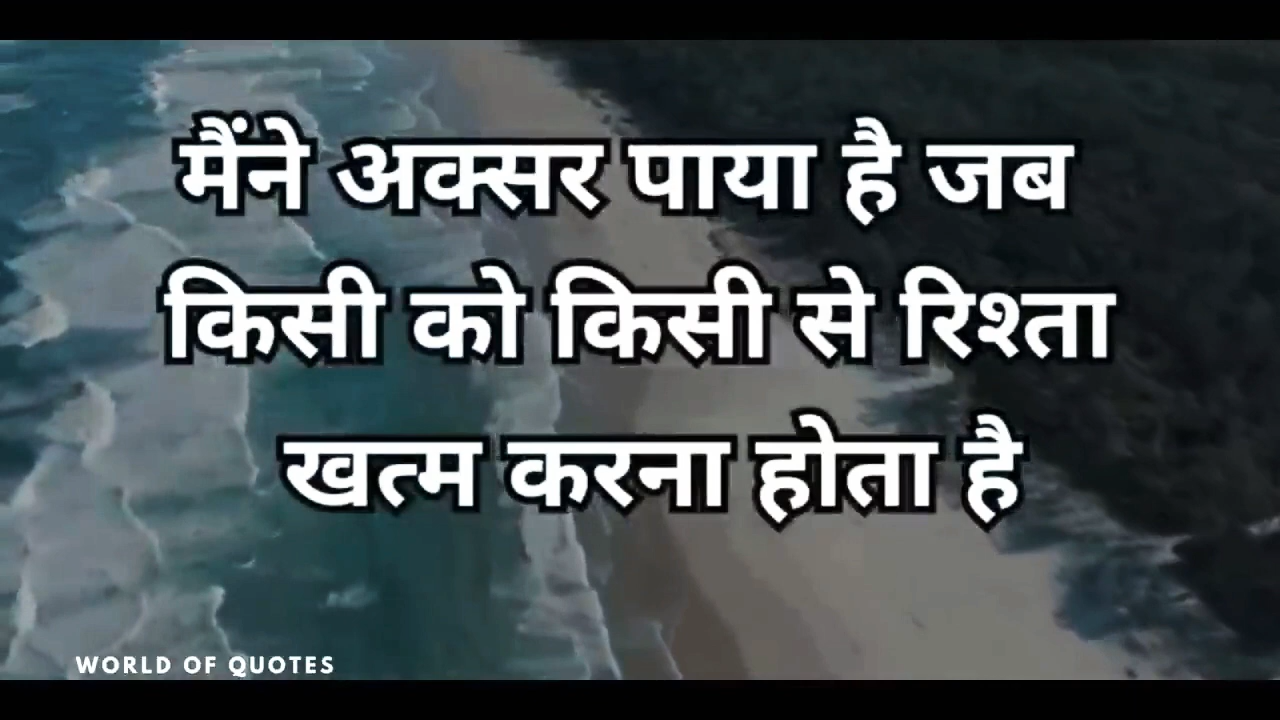 मैंने अक्सर पाया है जब
किसी को किसी से रिश्ता
खत्म करना होता है
WORLD OF QUOTES